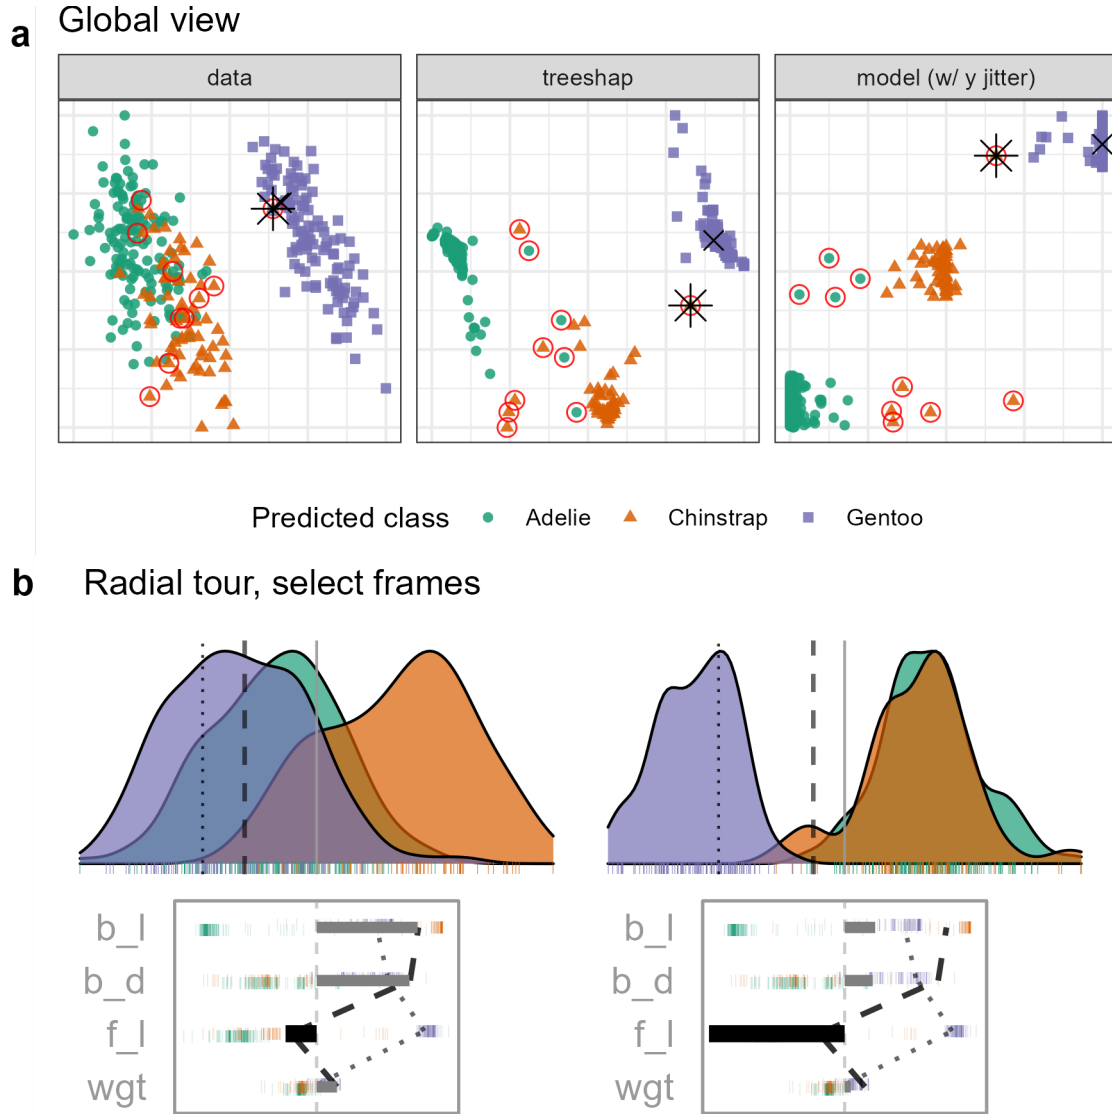 a Global view
data treeshap model (w/ y jitter)
Predicted class Adelie Chinstrap Gentoo
b Radial tour, select frames
b_l b_l
b_d b_d
f_l f_l
wgt wgt